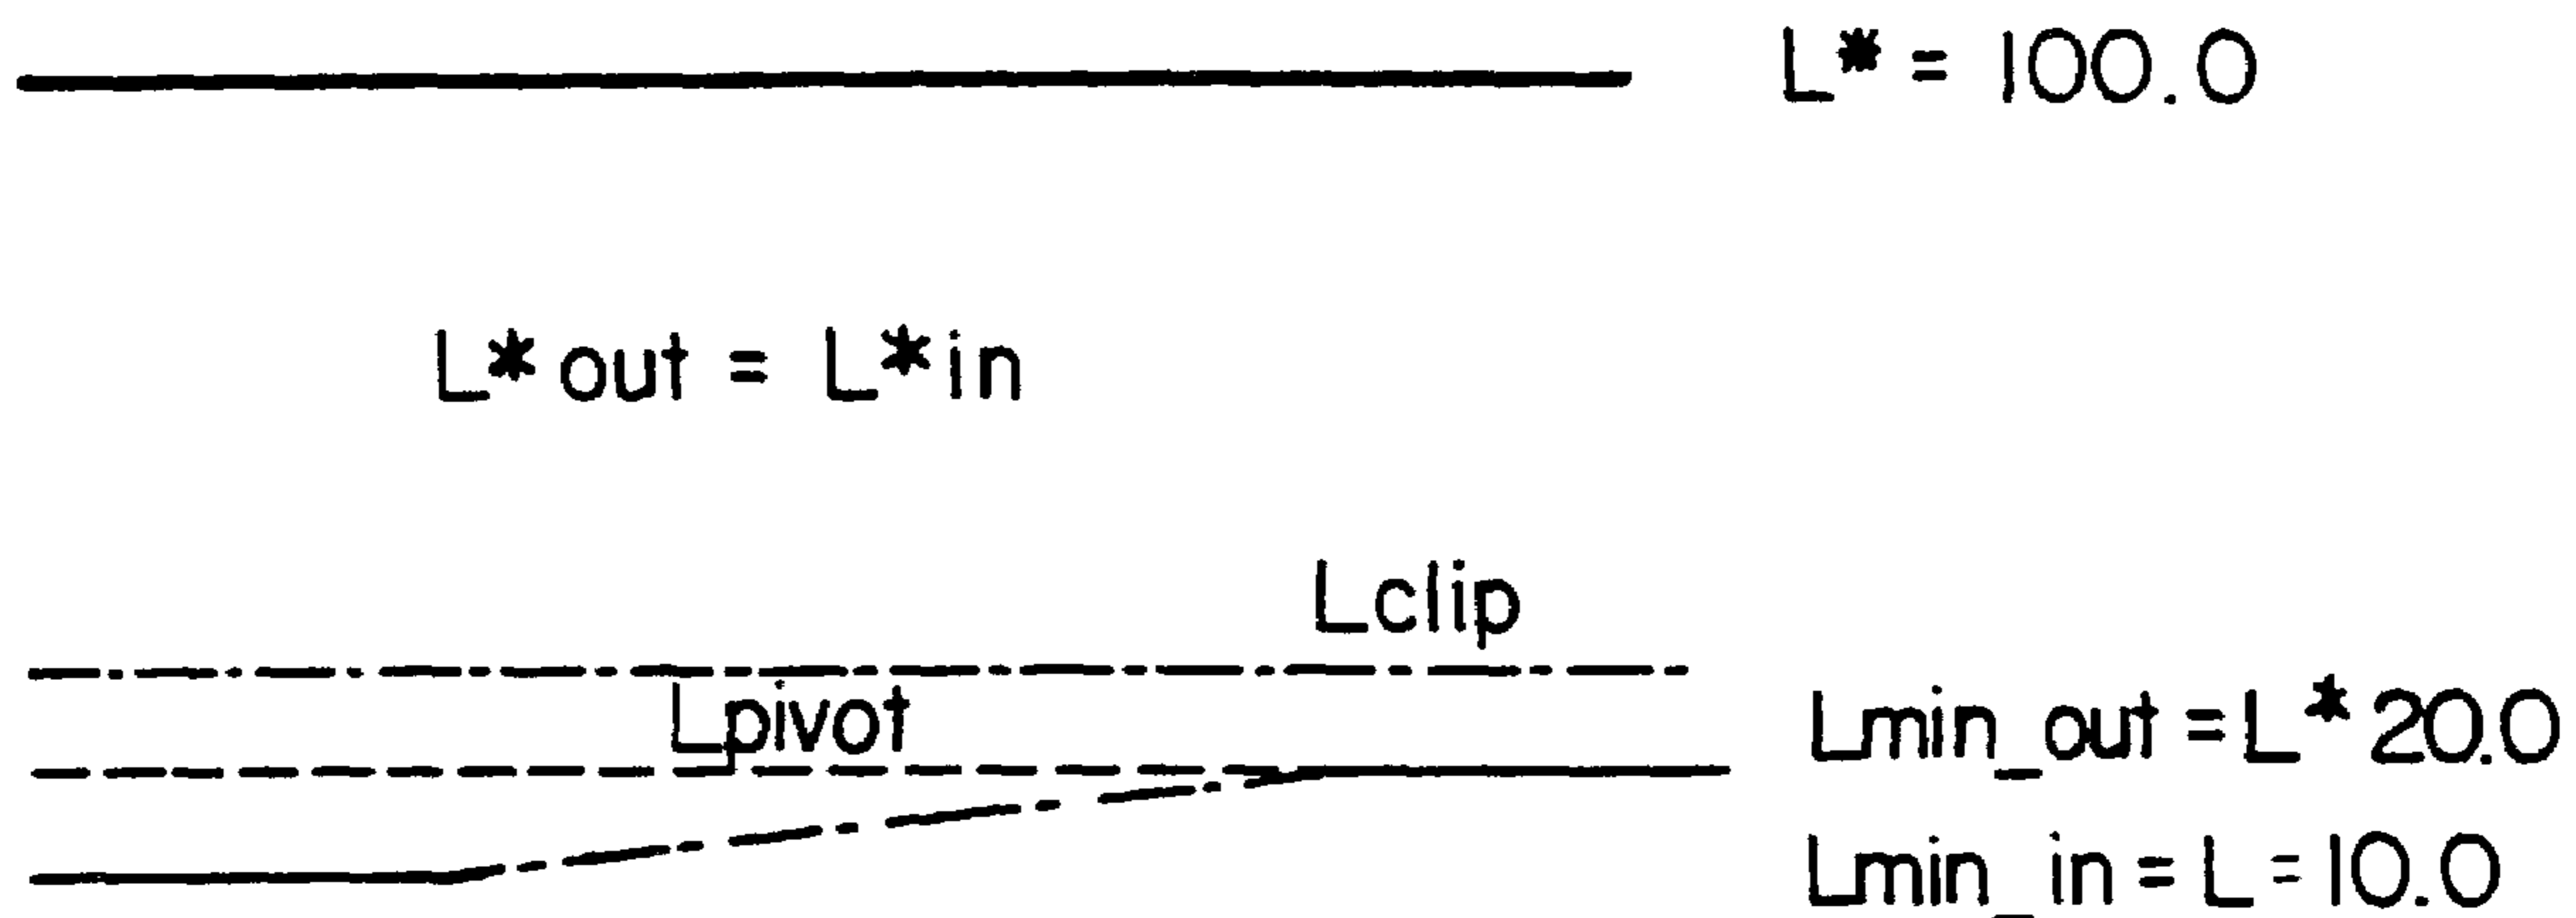 L* = 100.0
L* out = L* in
Lclip
Lpivot
Lmin_out = L* 20.0
Lmin_in = L = 10.0